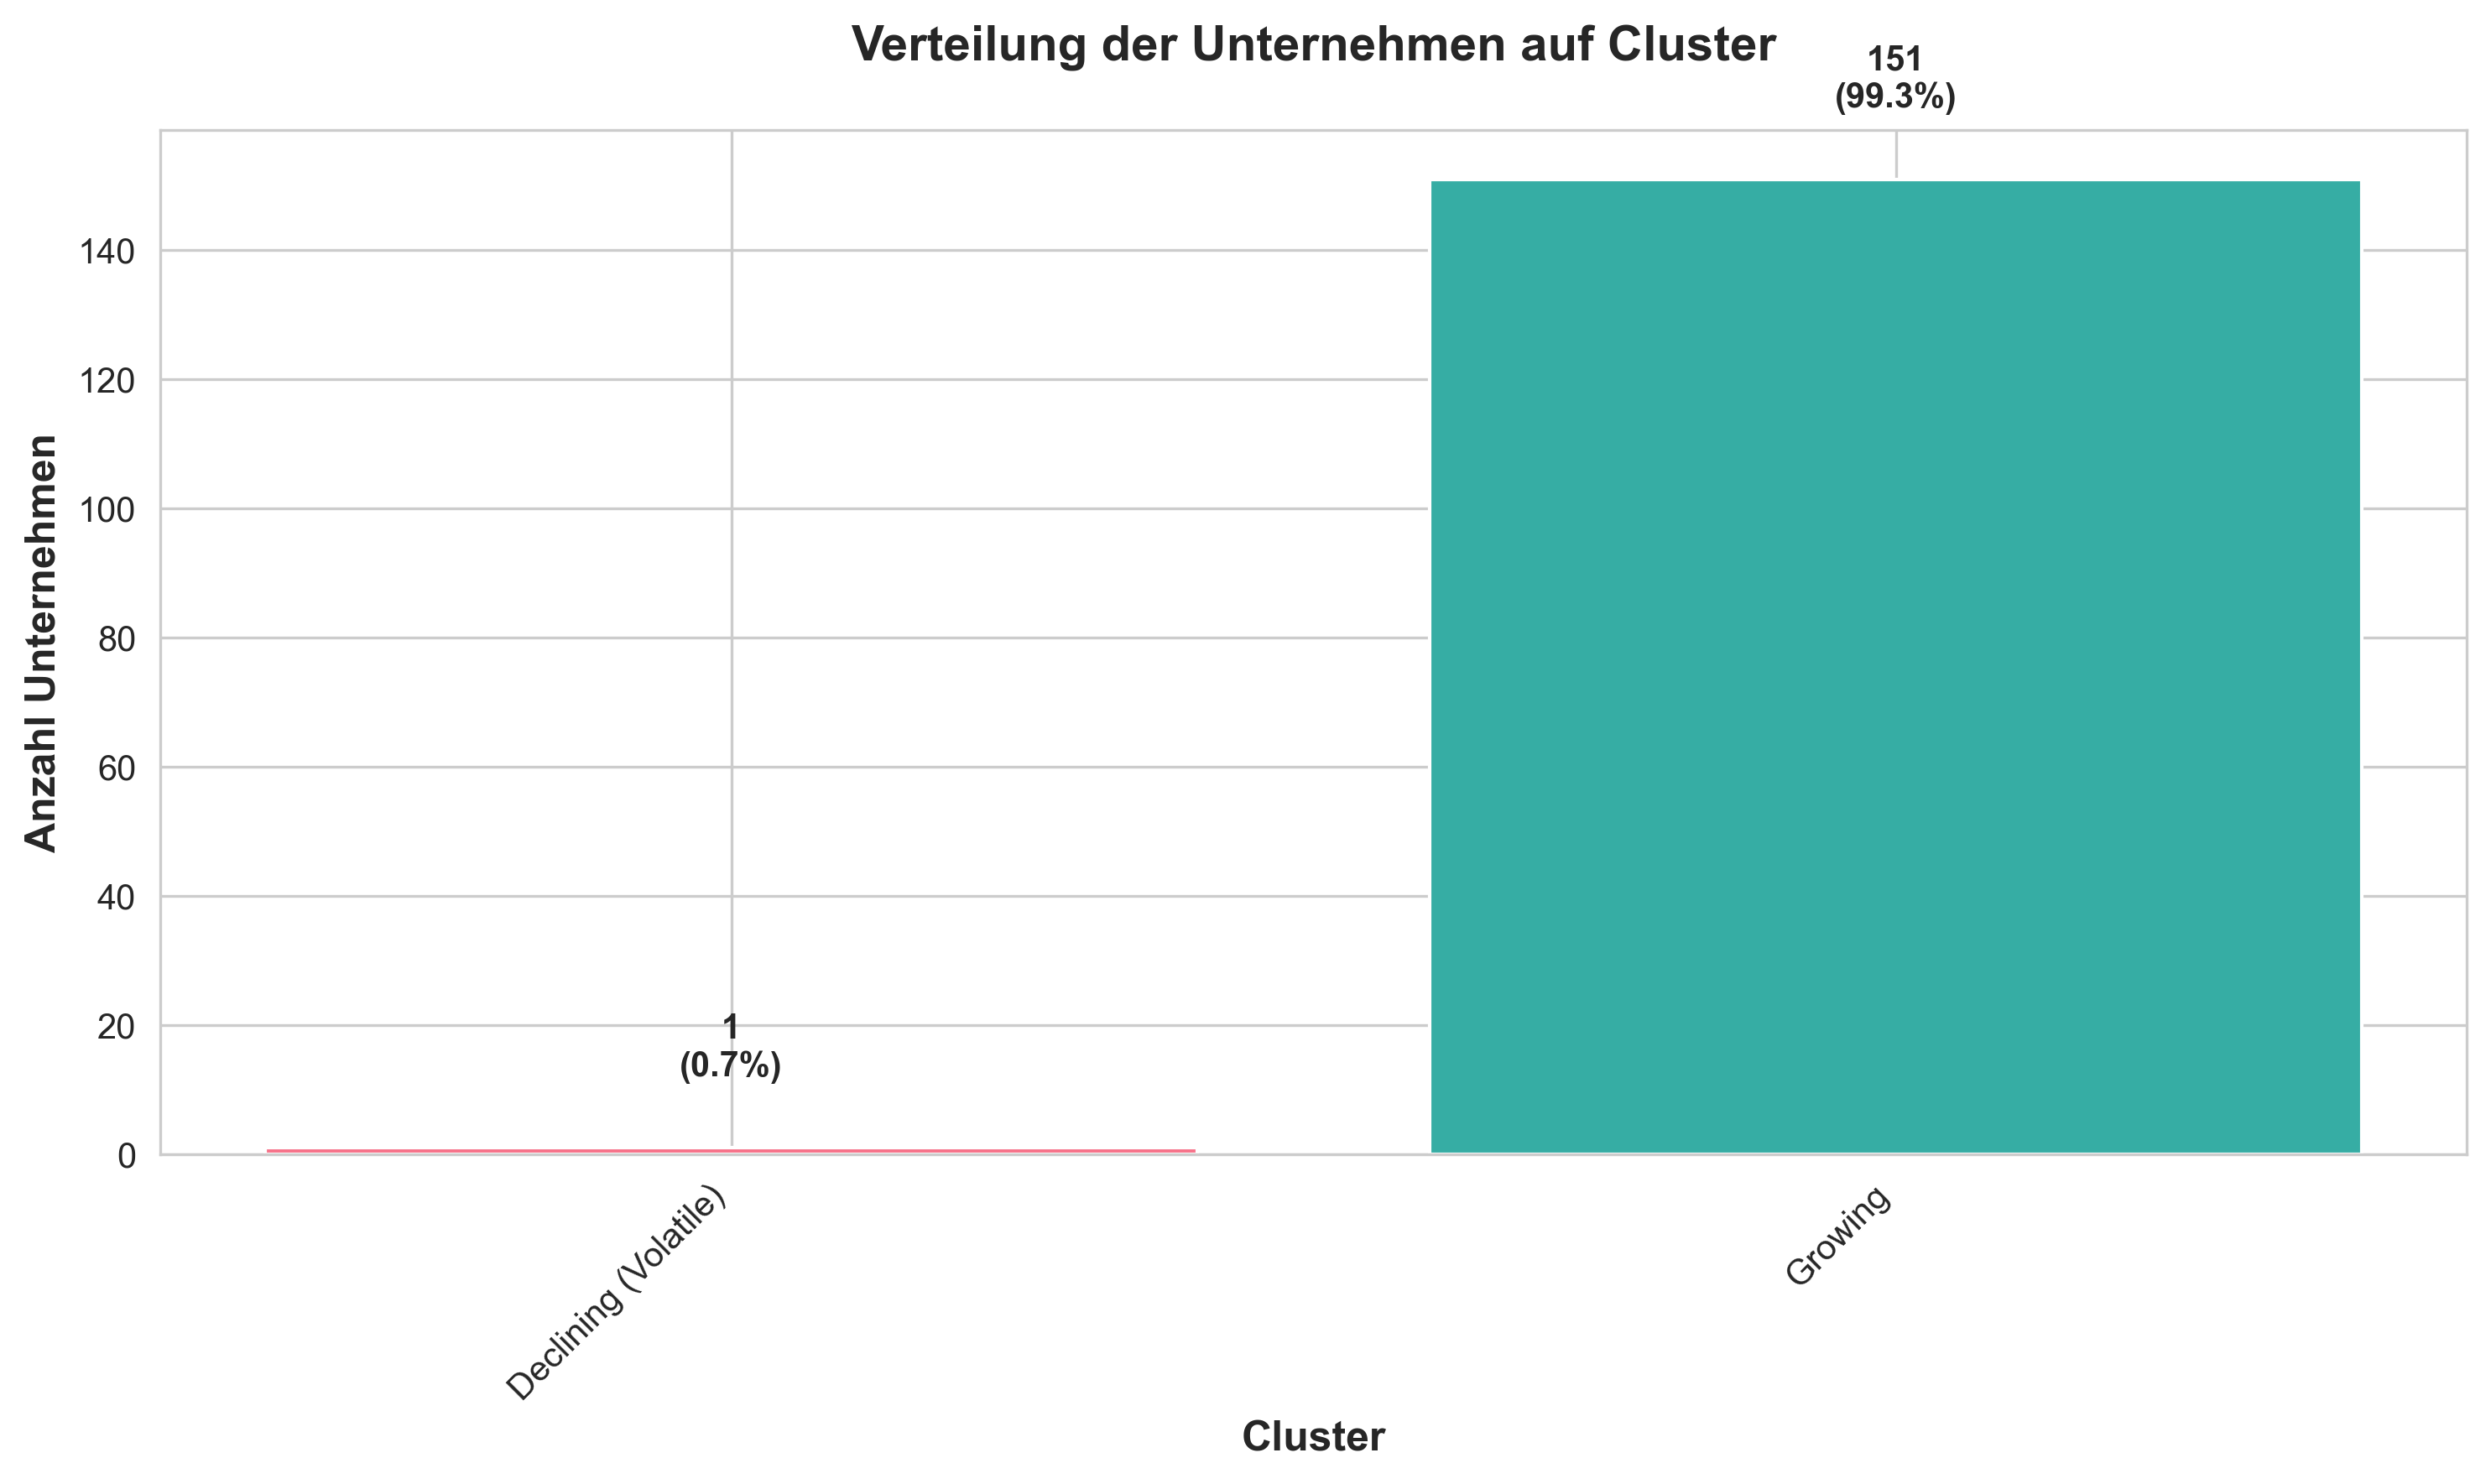 Verteilung der Unternehmen auf Cluster
151
(99.3%)
Anzahl Unternehmen
140
120
100
80
60
40
20
0
1
(0.7%)
Declining (Volatile)
Growing
Cluster